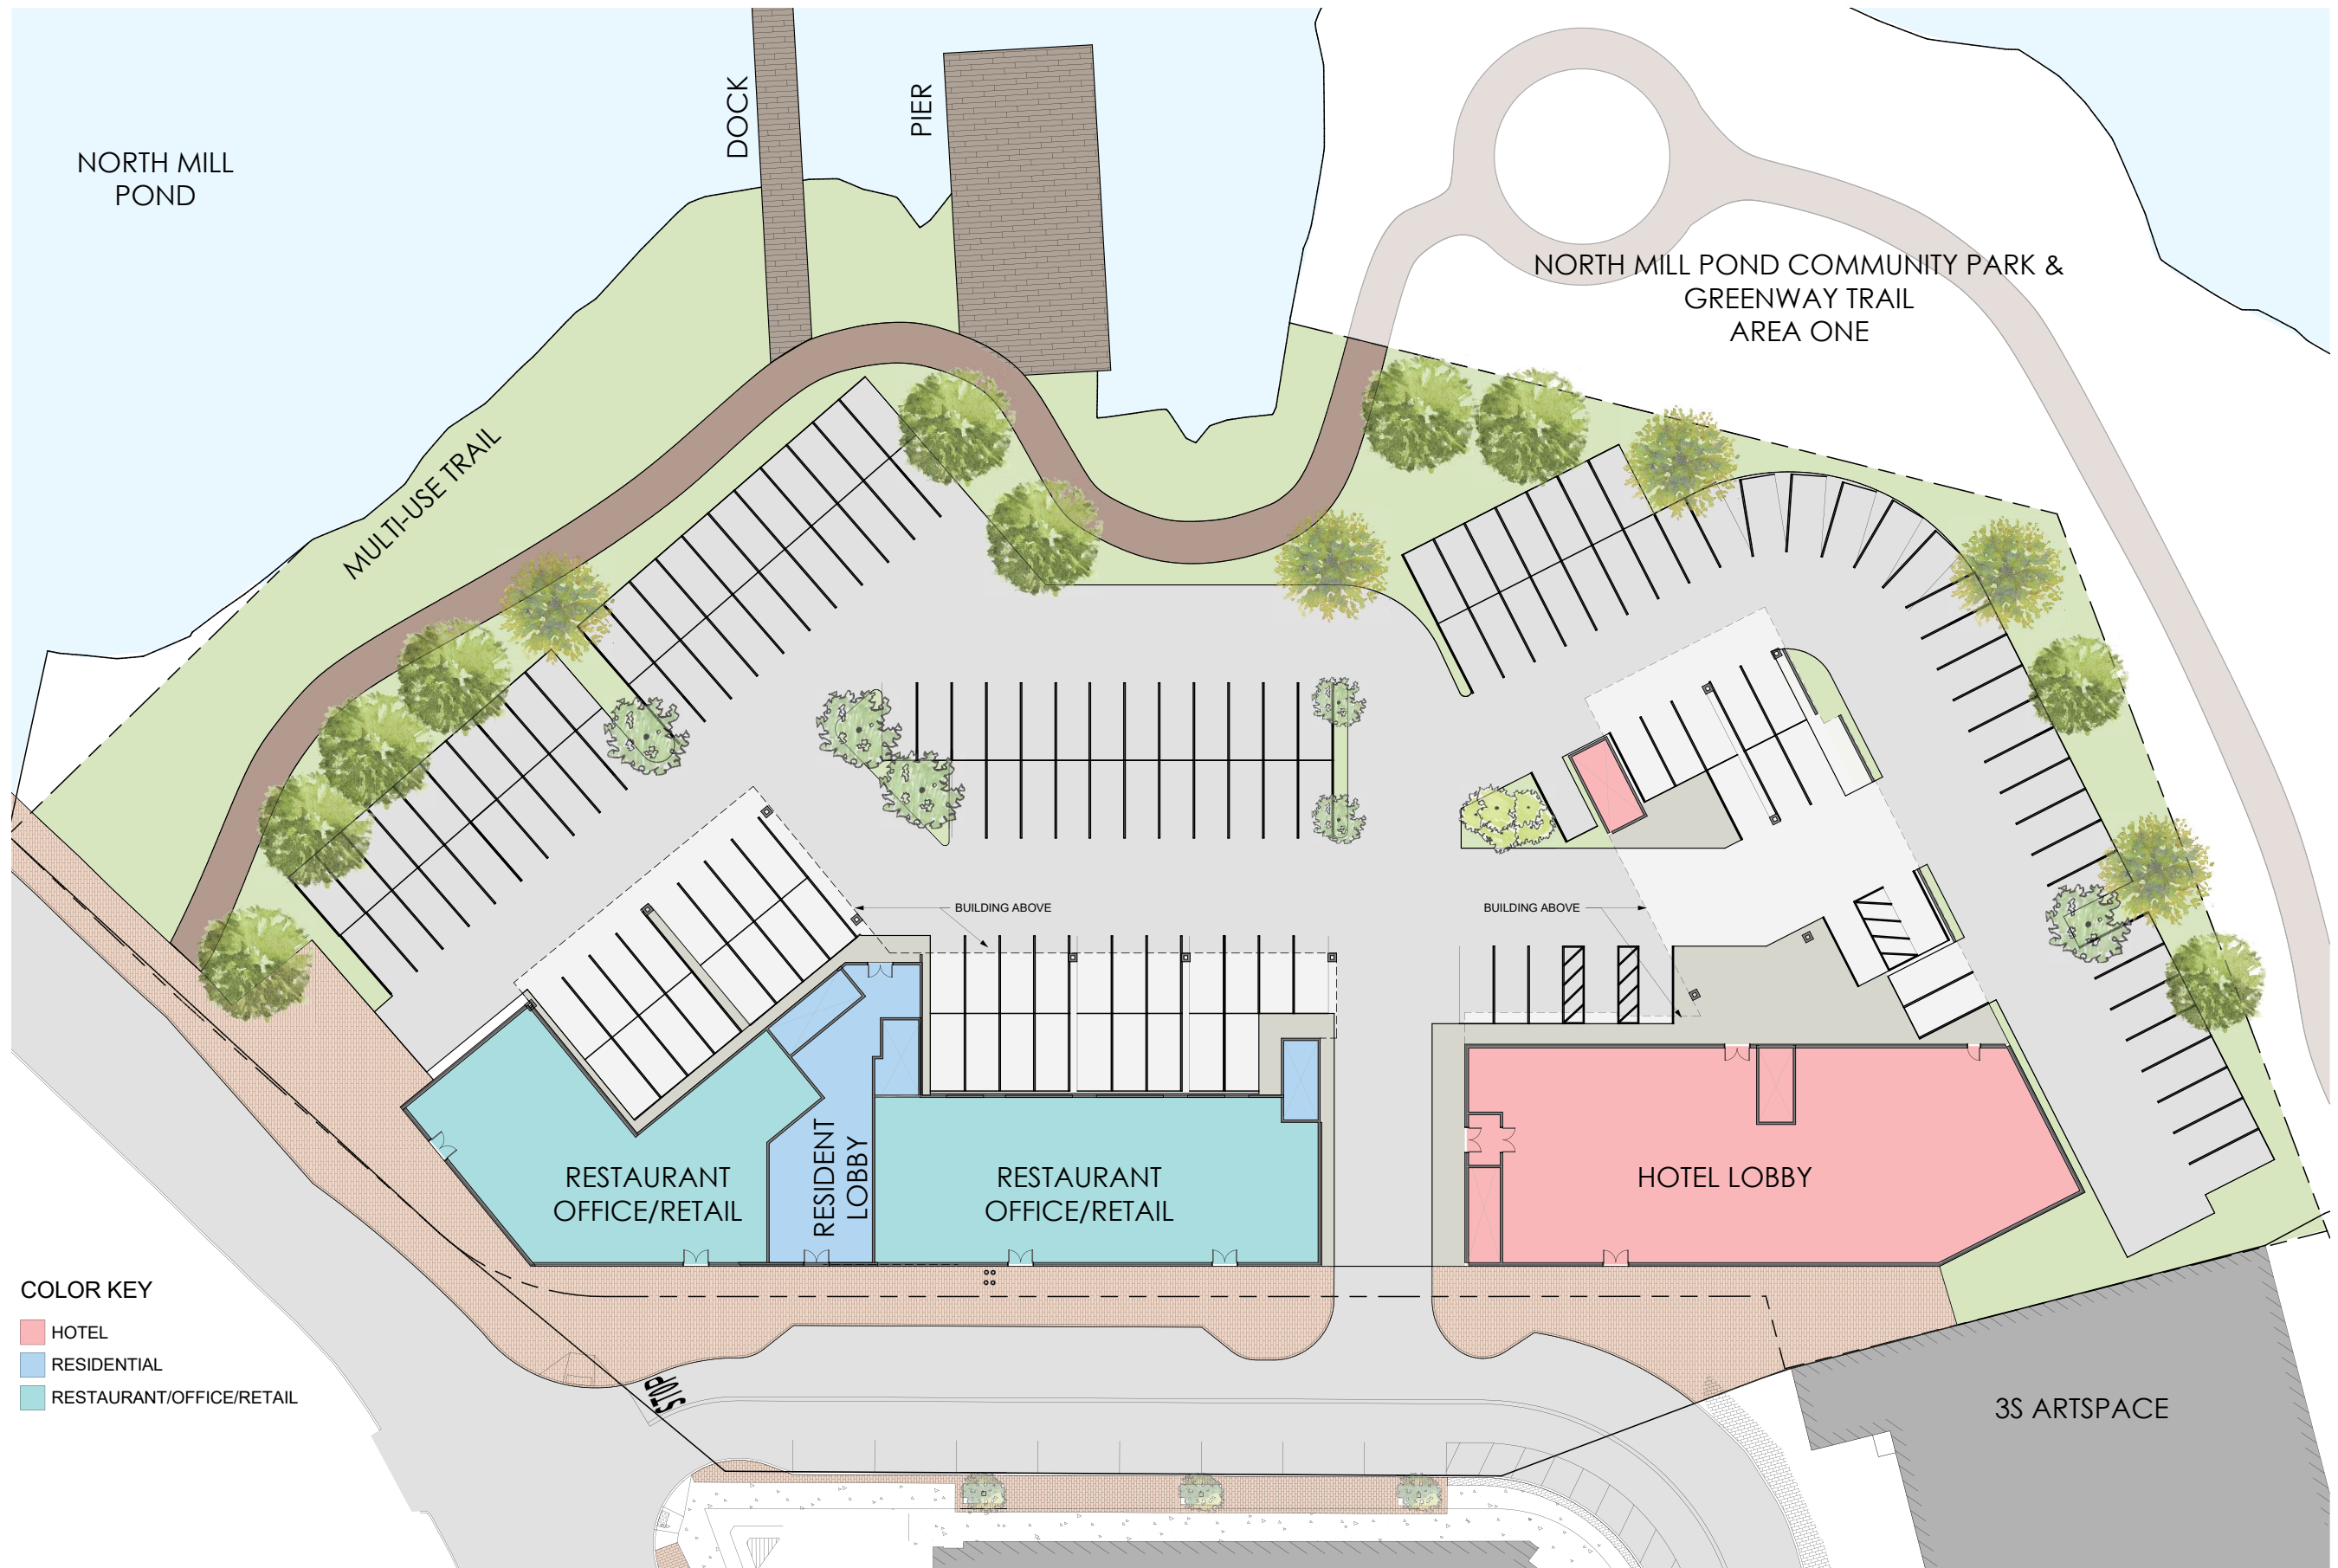 DOCK
PIER
NORTH MILL
POND
NORTH MILL POND COMMUNITY PARK &
GREENWAY TRAIL
AREA ONE
MULTI-USE TRAIL
BUILDING ABOVE
BUILDING ABOVE
RESTAURANT
OFFICE/RETAIL
RESIDENT
LOBBY
RESTAURANT
OFFICE/RETAIL
HOTEL LOBBY
COLOR KEY
HOTEL
RESIDENTIAL
RESTAURANT/OFFICE/RETAIL
STOP
3S ARTSPACE